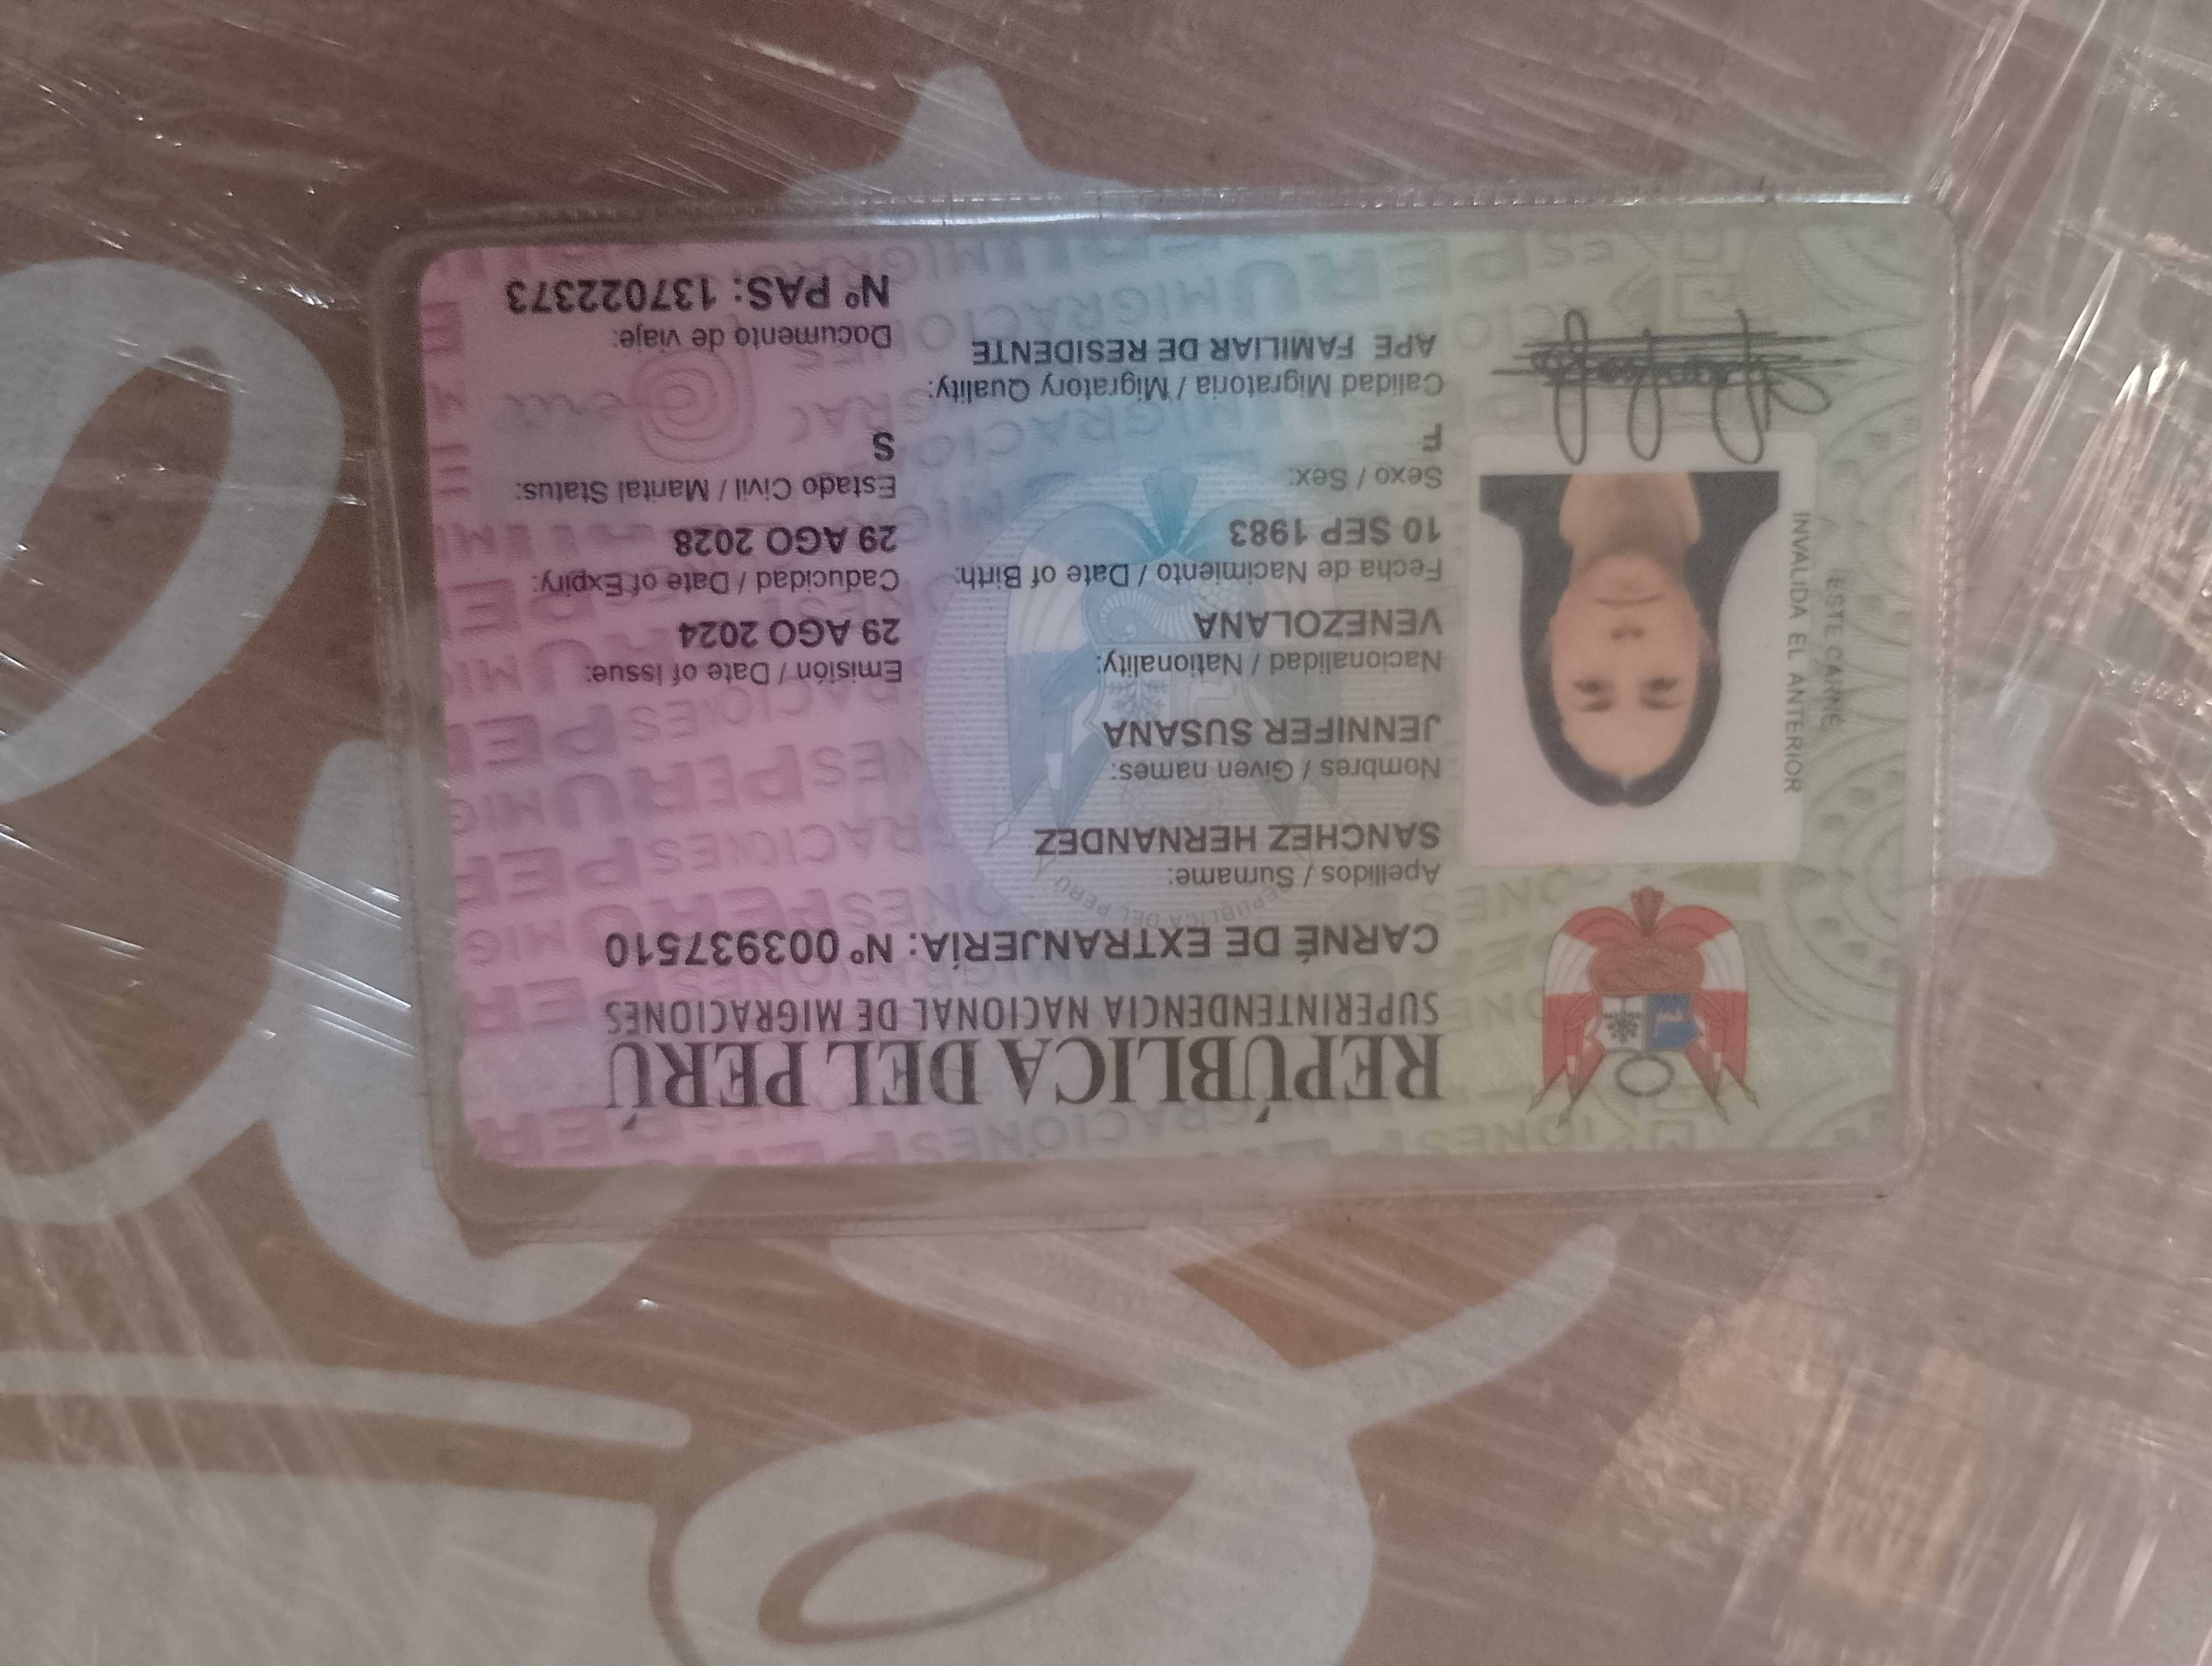 REPÚBLICA DEL PERÚ
SUPERINTENDENCIA NACIONAL DE MIGRACIONES
CARNÉ DE EXTRANJERÍA: Nº 003937510
Apellidos / Surname:
SANCHEZ HERNANDEZ
Nombres / Given names:
JENNIFER SUSANA
Nacionalidad / Nationality:
VENEZOLANA
Emisión / Date of Issue:
29 AGO 2024
Fecha de Nacimiento / Date of Birth:
10 SEP 1983
Caducidad / Date of Expiry:
29 AGO 2028
Sexo / Sex:
F
Estado Civil / Marital Status:
S
Calidad Migratoria / Migratory Quality:
APE FAMILIAR DE RESIDENTE
Documento de viaje:
Nº PAS: 137022373
ESTE CARNÉ
INVALIDA EL ANTERIOR
REPUBLICA DEL PERU